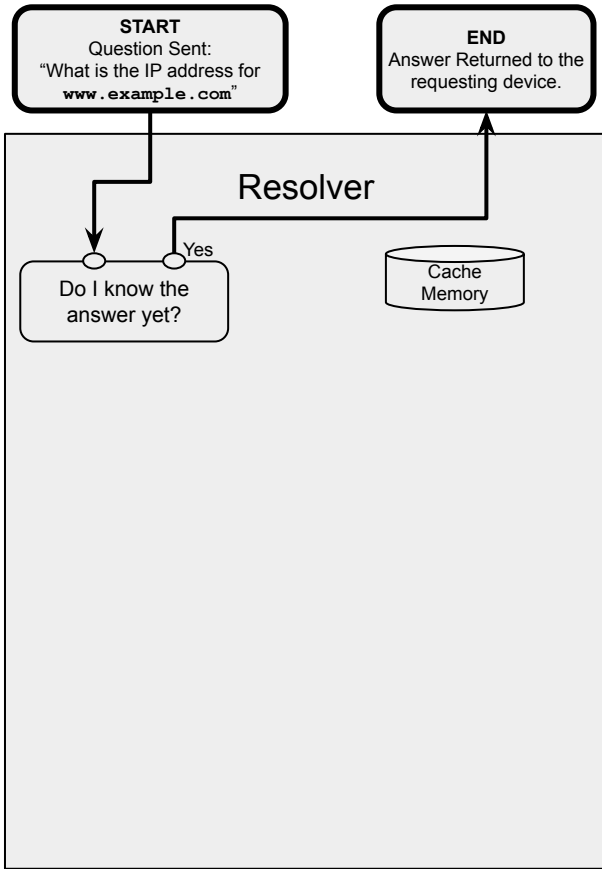 START
Question Sent:
“What is the IP address for
www.example.com”
END
Answer Returned to the
requesting device.
Resolver
Yes
Do I know the
answer yet?
Cache
Memory